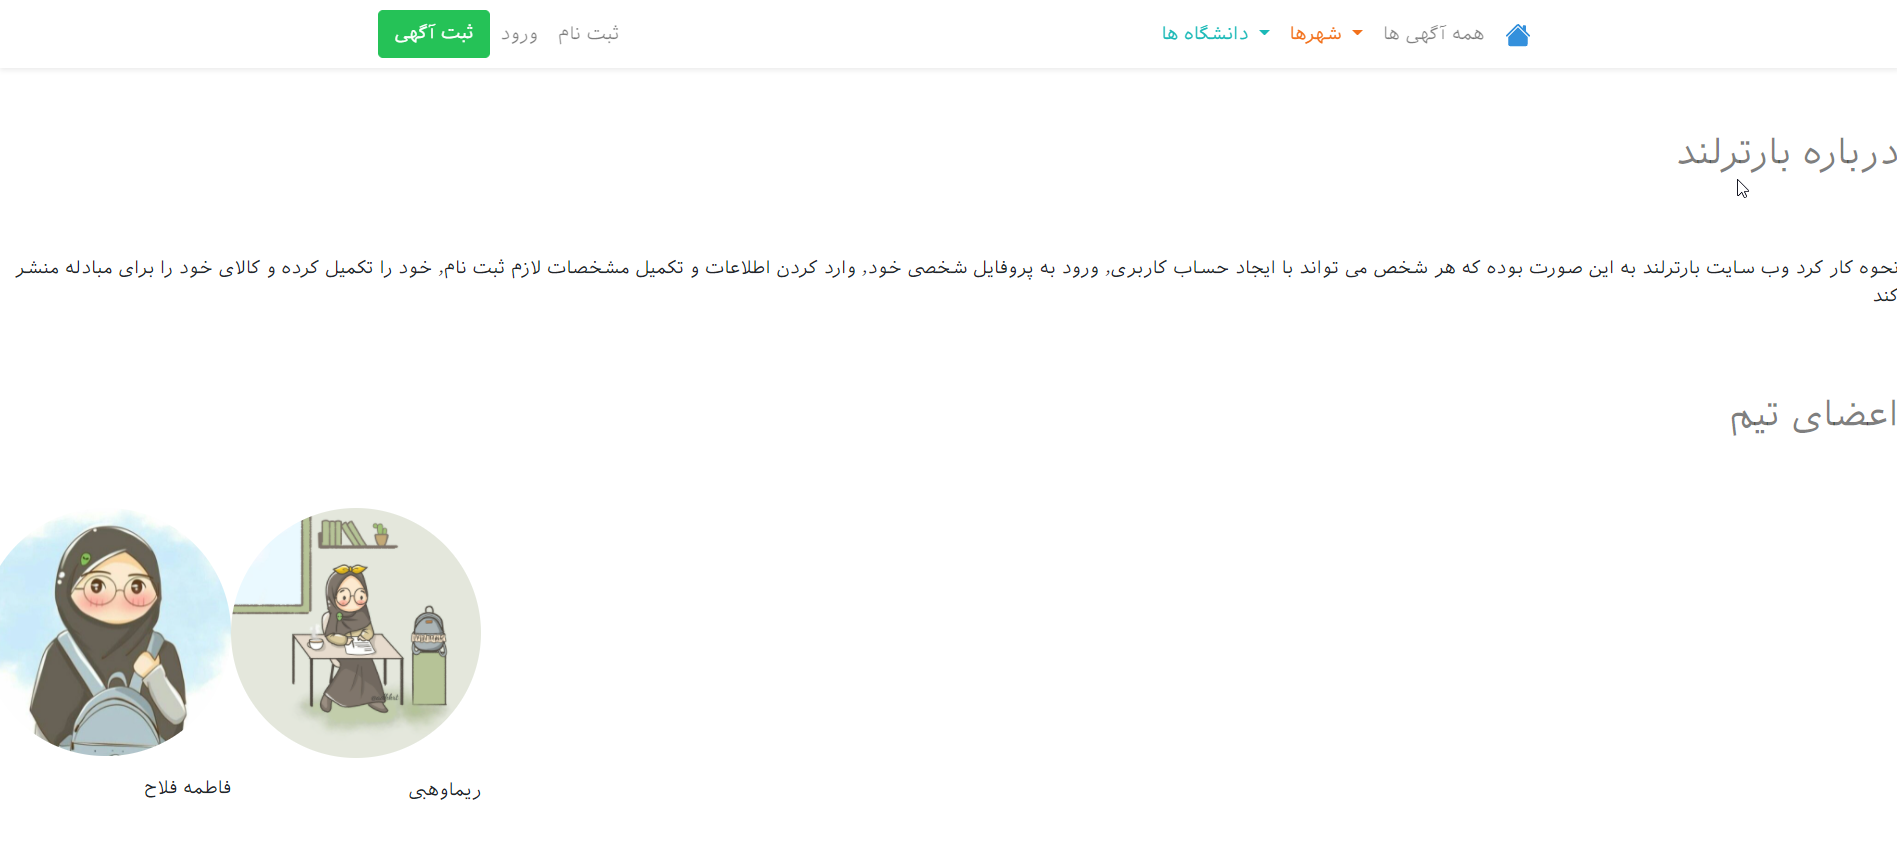 همه آگهی ها
شهرها
دانشگاه ها
ثبت نام
ورود
ثبت آگهی
درباره بارترلند
نحوه کار کرد وب سایت بارترلند به این صورت بوده که هر شخص می تواند با ایجاد حساب کاربری, ورود به پروفایل شخصی خود, وارد کردن اطلاعات و تکمیل مشخصات لازم ثبت نام, خود را تکمیل کرده و کالای خود را برای مبادله منشر
کند
اعضای تیم
ریماوهبی
فاطمه فلاح